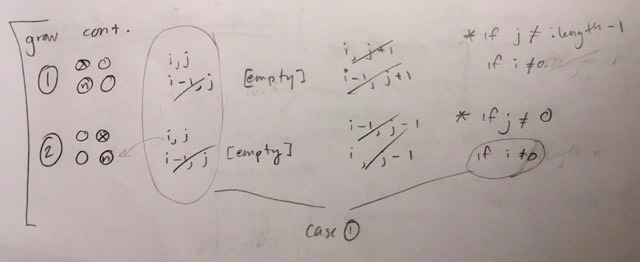 grow cont.
① i, j [empty] i, j+1 * if j ≠ i.length - 1
i-1, j i-1, j+1 if i ≠ 0
n
② i, j [empty] i-1, j-1 * if j ≠ 0
i-1, j i, j-1 if i ≠ 0
n
case ①